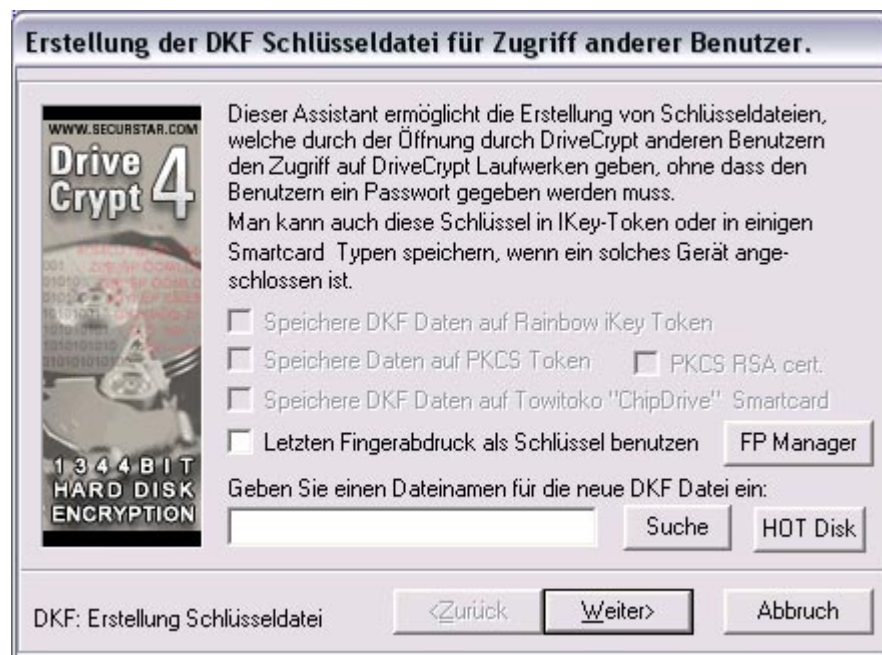 Erstellung der DKF Schlüsseldatei für Zugriff anderer Benutzer.
WWW.SECURSTAR.COM
Drive
Crypt 4
1344BIT
HARD DISK
ENCRYPTION
Dieser Assistant ermöglicht die Erstellung von Schlüsseldateien,
welche durch der Öffnung durch DriveCrypt anderen Benutzern
den Zugriff auf DriveCrypt Laufwerken geben, ohne dass den
Benutzern ein Passwort gegeben werden muss.
Man kann auch diese Schlüssel in IKey-Token oder in einigen
Smartcard Typen speichern, wenn ein solches Gerät ange-
schlossen ist.
Speichere DKF Daten auf Rainbow iKey Token
Speichere Daten auf PKCS Token PKCS RSA cert.
Speichere DKF Daten auf Towitoko "ChipDrive" Smartcard
Letzten Fingerabdruck als Schlüssel benutzen FP Manager
Geben Sie einen Dateinamen für die neue DKF Datei ein:
Suche HOT Disk
DKF: Erstellung Schlüsseldatei <Zurück Weiter> Abbruch